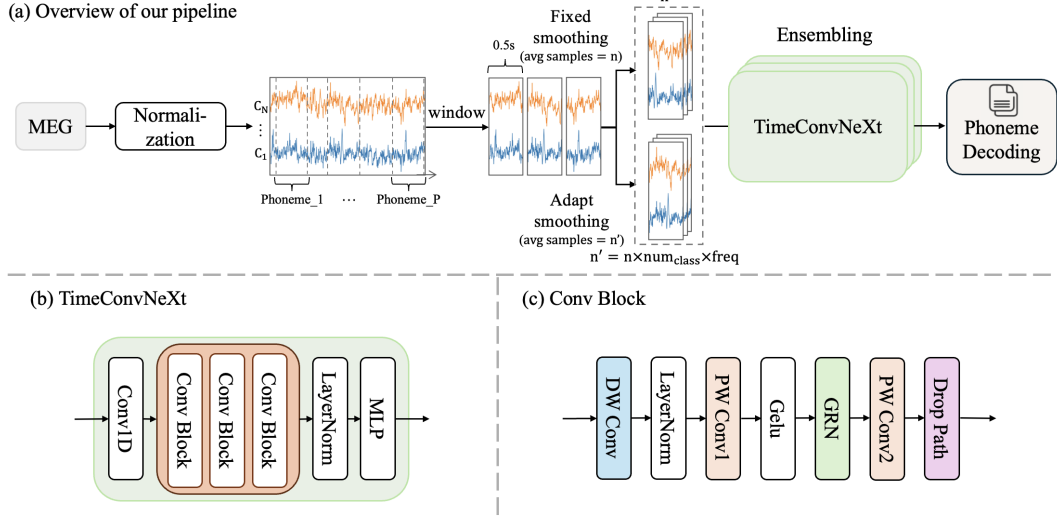 (a) Overview of our pipeline
MEG
Normali-
zation
C_N
⋮
C_1
Phoneme_1
...
Phoneme_P
window
0.5s
Fixed
smoothing
(avg samples = n)
Adapt
smoothing
(avg samples = n')
n′ = n×num_class×freq
Ensembling
TimeConvNeXt
Phoneme
Decoding
(b) TimeConvNeXt
Conv1D
Conv Block
Conv Block
Conv Block
LayerNorm
MLP
(c) Conv Block
DW Conv
LayerNorm
PW Conv1
Gelu
GRN
PW Conv2
Drop Path